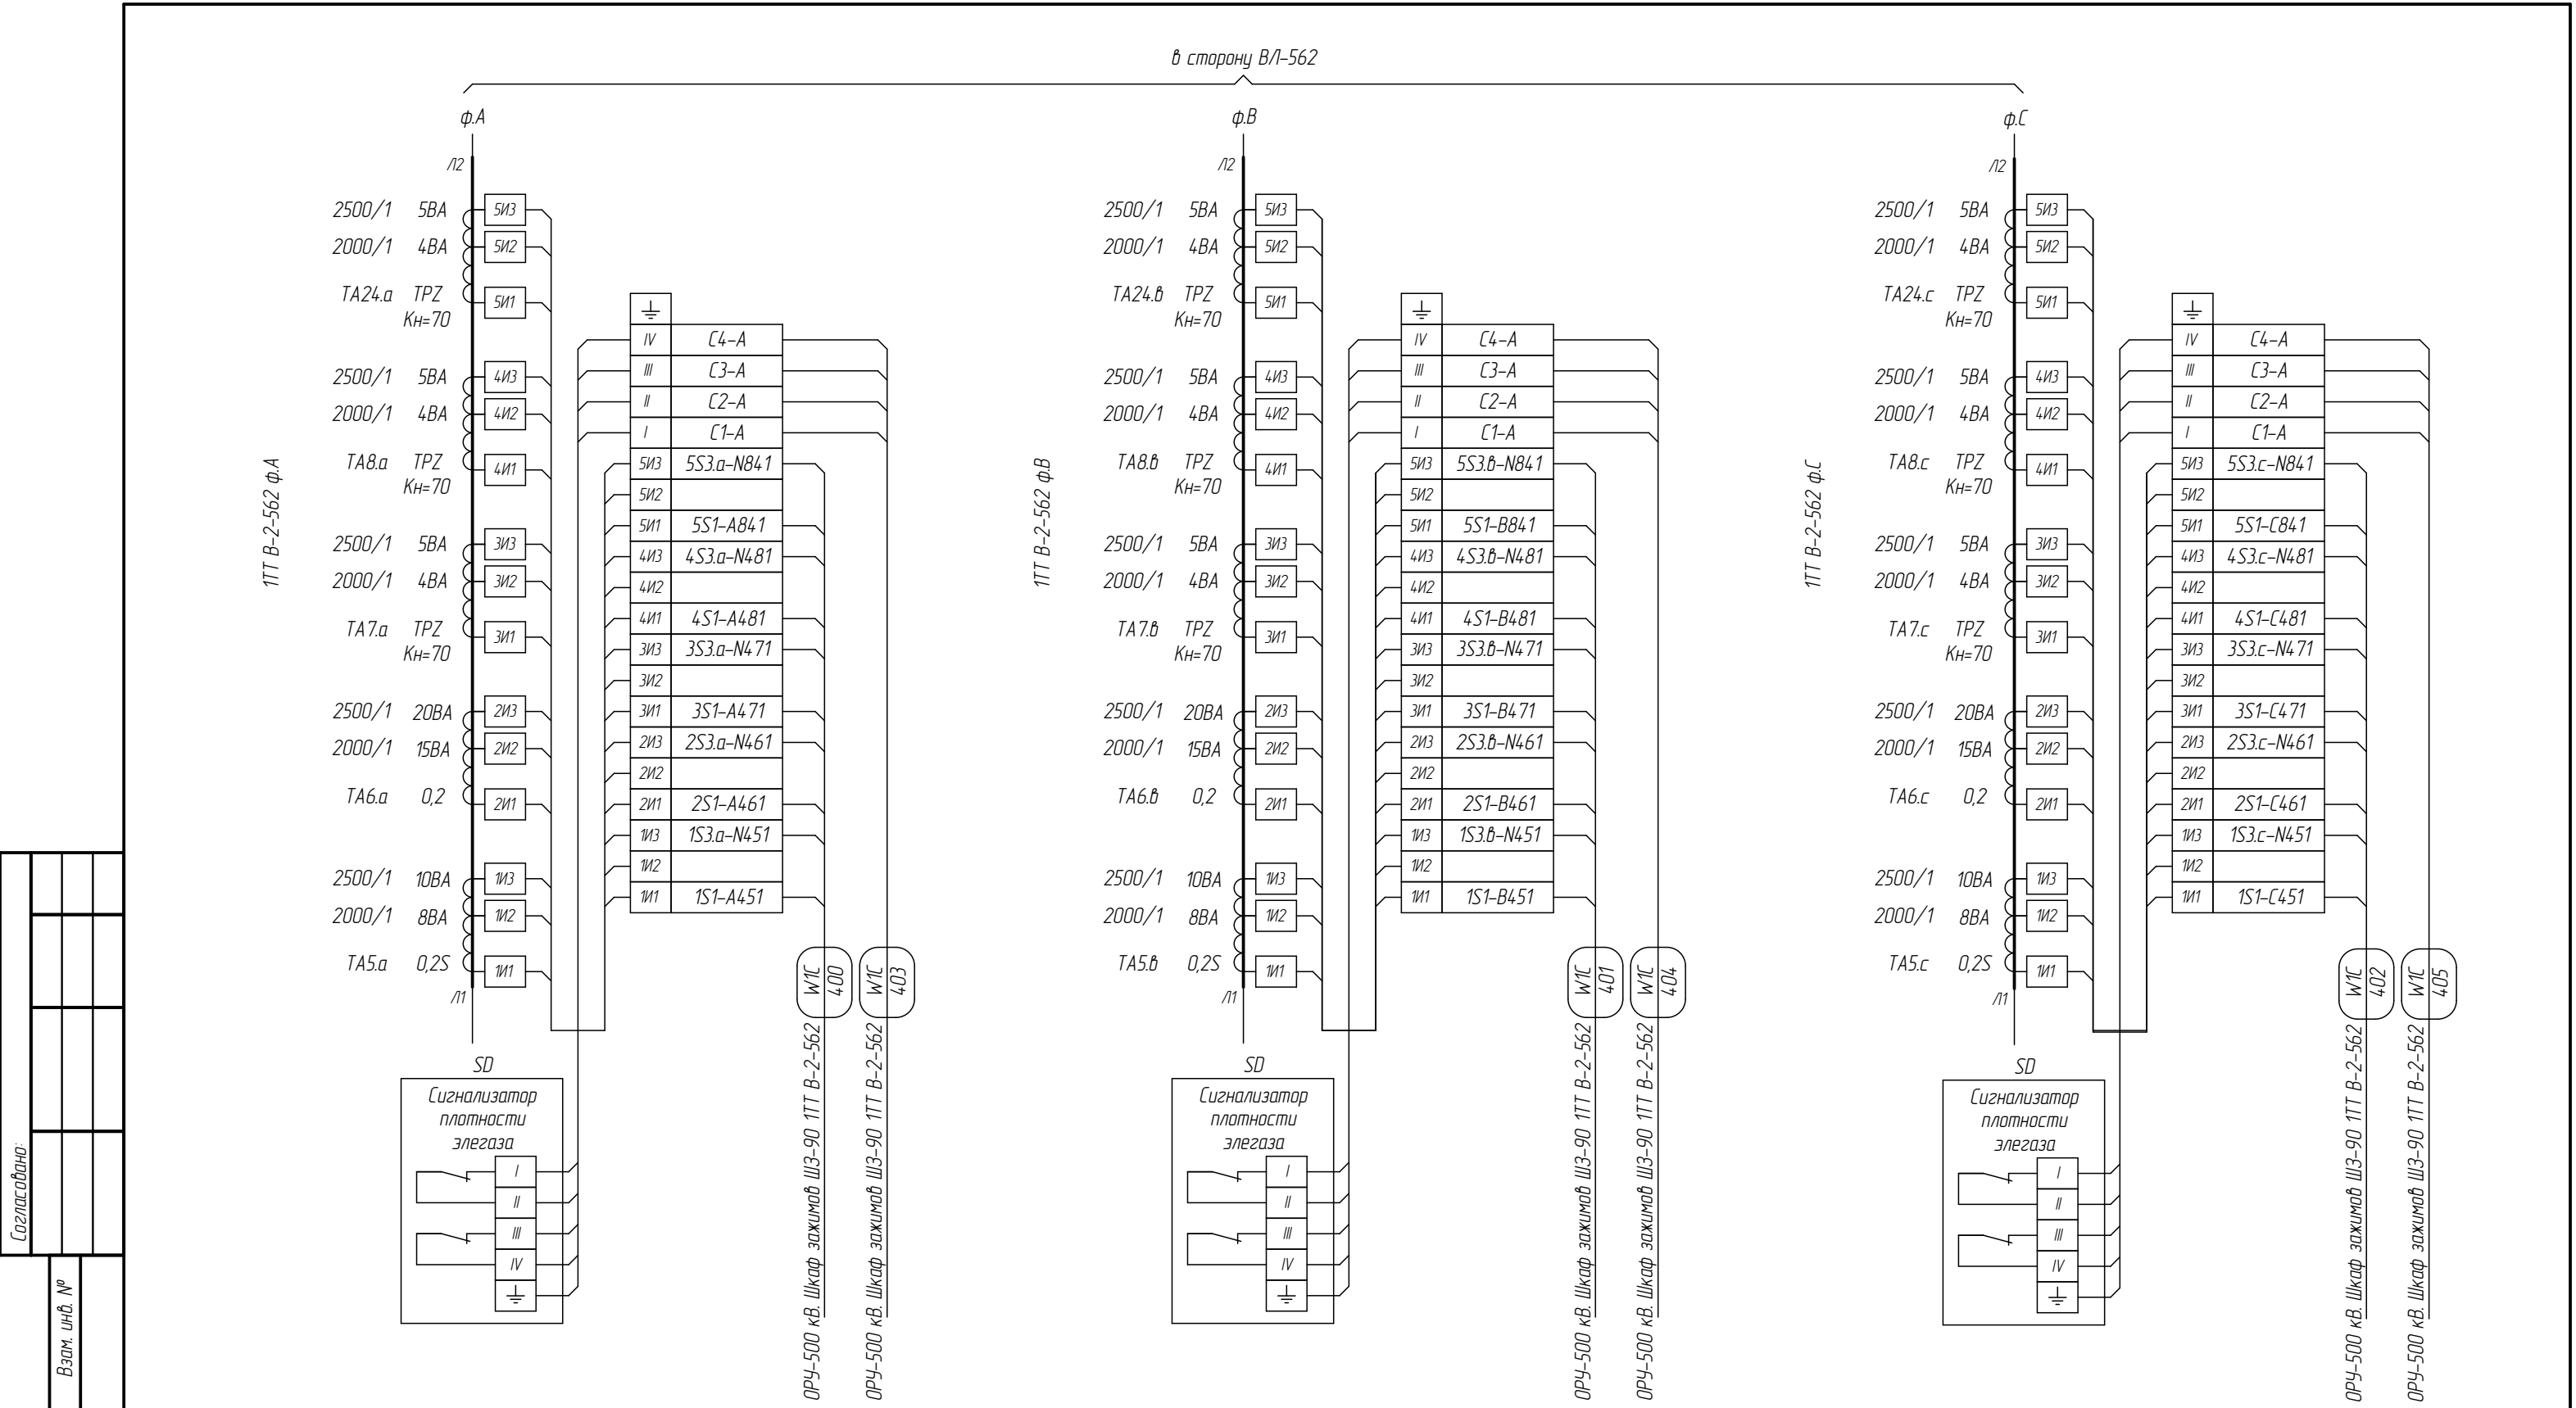 в сторону ВЛ-562
ф.А
Л2
1ТТ В-2-562 ф.А
2500/1 5ВА 5И3
2000/1 4ВА 5И2
ТА24.а TPZ 5И1
Кн=70
2500/1 5ВА 4И3
2000/1 4ВА 4И2
ТА8.а TPZ 4И1
Кн=70
2500/1 5ВА 3И3
2000/1 4ВА 3И2
ТА7.а TPZ 3И1
Кн=70
2500/1 20ВА 2И3
2000/1 15ВА 2И2
ТА6.а 0,2 2И1
2500/1 10ВА 1И3
2000/1 8ВА 1И2
ТА5.а 0,2S 1И1
Л1
IV С4-А
III С3-А
II С2-А
I С1-А
5И3 5S3.а-N841
5И2
5И1 5S1-А841
4И3 4S3.а-N481
4И2
4И1 4S1-А481
3И3 3S3.а-N471
3И2
3И1 3S1-А471
2И3 2S3.а-N461
2И2
2И1 2S1-А461
1И3 1S3.а-N451
1И2
1И1 1S1-А451
W1C 400
ОРУ-500 кВ. Шкаф зажимов ШЗ-90 1ТТ В-2-562
W1C 403
ОРУ-500 кВ. Шкаф зажимов ШЗ-90 1ТТ В-2-562
SD
Сигнализатор
плотности
элегаза
I
II
III
IV
ф.В
Л2
1ТТ В-2-562 ф.В
2500/1 5ВА 5И3
2000/1 4ВА 5И2
ТА24.в TPZ 5И1
Кн=70
2500/1 5ВА 4И3
2000/1 4ВА 4И2
ТА8.в TPZ 4И1
Кн=70
2500/1 5ВА 3И3
2000/1 4ВА 3И2
ТА7.в TPZ 3И1
Кн=70
2500/1 20ВА 2И3
2000/1 15ВА 2И2
ТА6.в 0,2 2И1
2500/1 10ВА 1И3
2000/1 8ВА 1И2
ТА5.в 0,2S 1И1
Л1
IV С4-А
III С3-А
II С2-А
I С1-А
5И3 5S3.в-N841
5И2
5И1 5S1-В841
4И3 4S3.в-N481
4И2
4И1 4S1-В481
3И3 3S3.в-N471
3И2
3И1 3S1-В471
2И3 2S3.в-N461
2И2
2И1 2S1-В461
1И3 1S3.в-N451
1И2
1И1 1S1-В451
W1C 401
ОРУ-500 кВ. Шкаф зажимов ШЗ-90 1ТТ В-2-562
W1C 404
ОРУ-500 кВ. Шкаф зажимов ШЗ-90 1ТТ В-2-562
SD
Сигнализатор
плотности
элегаза
I
II
III
IV
ф.С
Л2
1ТТ В-2-562 ф.С
2500/1 5ВА 5И3
2000/1 4ВА 5И2
ТА24.с TPZ 5И1
Кн=70
2500/1 5ВА 4И3
2000/1 4ВА 4И2
ТА8.с TPZ 4И1
Кн=70
2500/1 5ВА 3И3
2000/1 4ВА 3И2
ТА7.с TPZ 3И1
Кн=70
2500/1 20ВА 2И3
2000/1 15ВА 2И2
ТА6.с 0,2 2И1
2500/1 10ВА 1И3
2000/1 8ВА 1И2
ТА5.с 0,2S 1И1
Л1
IV С4-А
III С3-А
II С2-А
I С1-А
5И3 5S3.с-N841
5И2
5И1 5S1-С841
4И3 4S3.с-N481
4И2
4И1 4S1-С481
3И3 3S3.с-N471
3И2
3И1 3S1-С471
2И3 2S3.с-N461
2И2
2И1 2S1-С461
1И3 1S3.с-N451
1И2
1И1 1S1-С451
W1C 402
ОРУ-500 кВ. Шкаф зажимов ШЗ-90 1ТТ В-2-562
W1C 405
ОРУ-500 кВ. Шкаф зажимов ШЗ-90 1ТТ В-2-562
SD
Сигнализатор
плотности
элегаза
I
II
III
IV
Согласовано:
Взам. инв. №